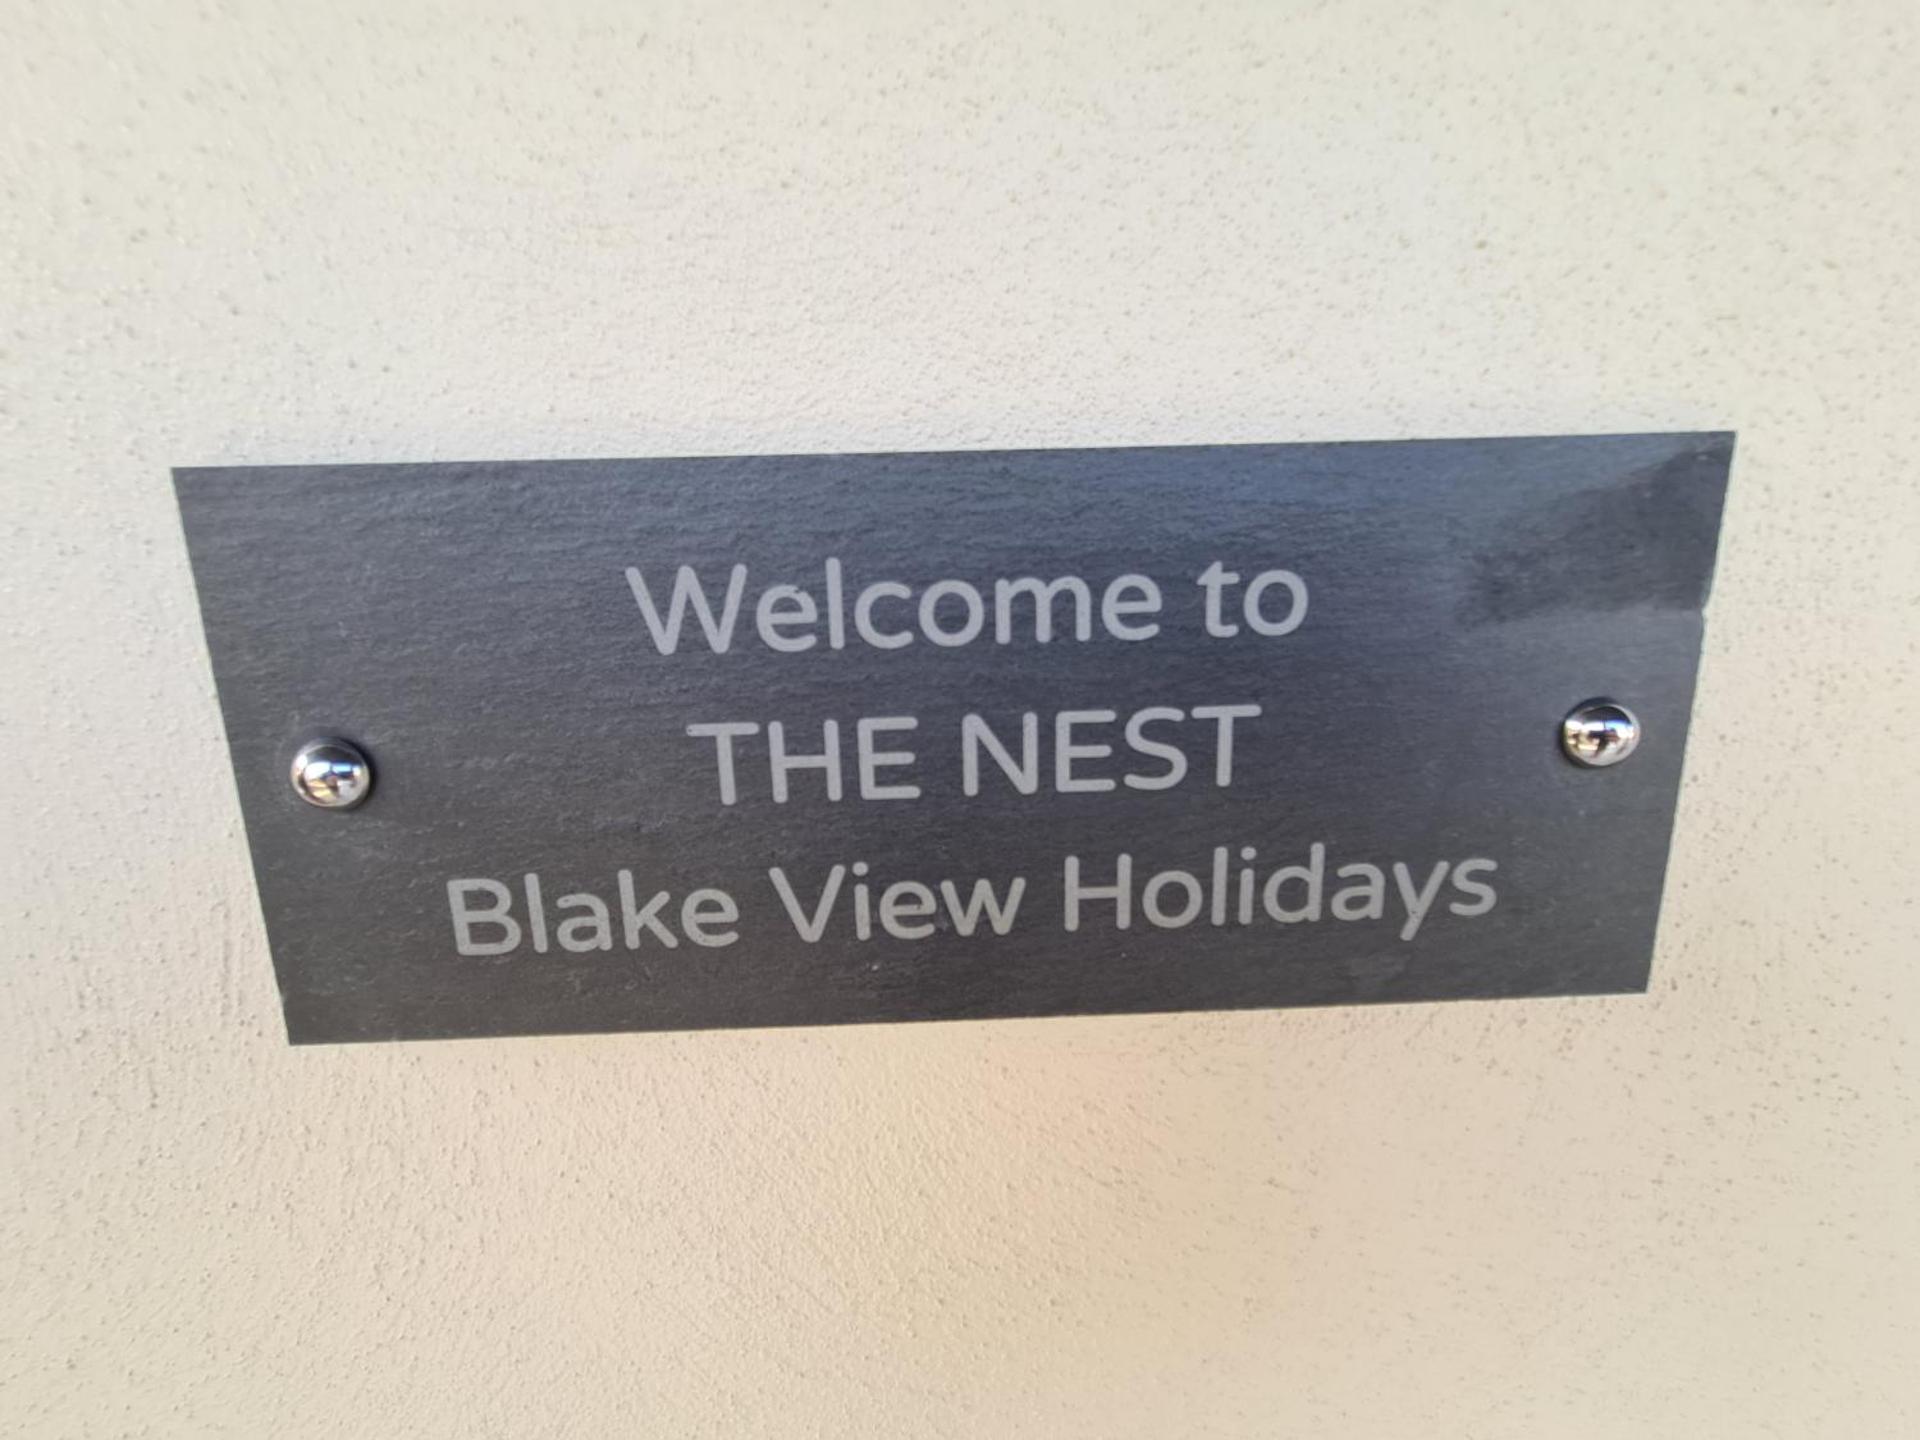 Welcome to
THE NEST
Blake View Holidays